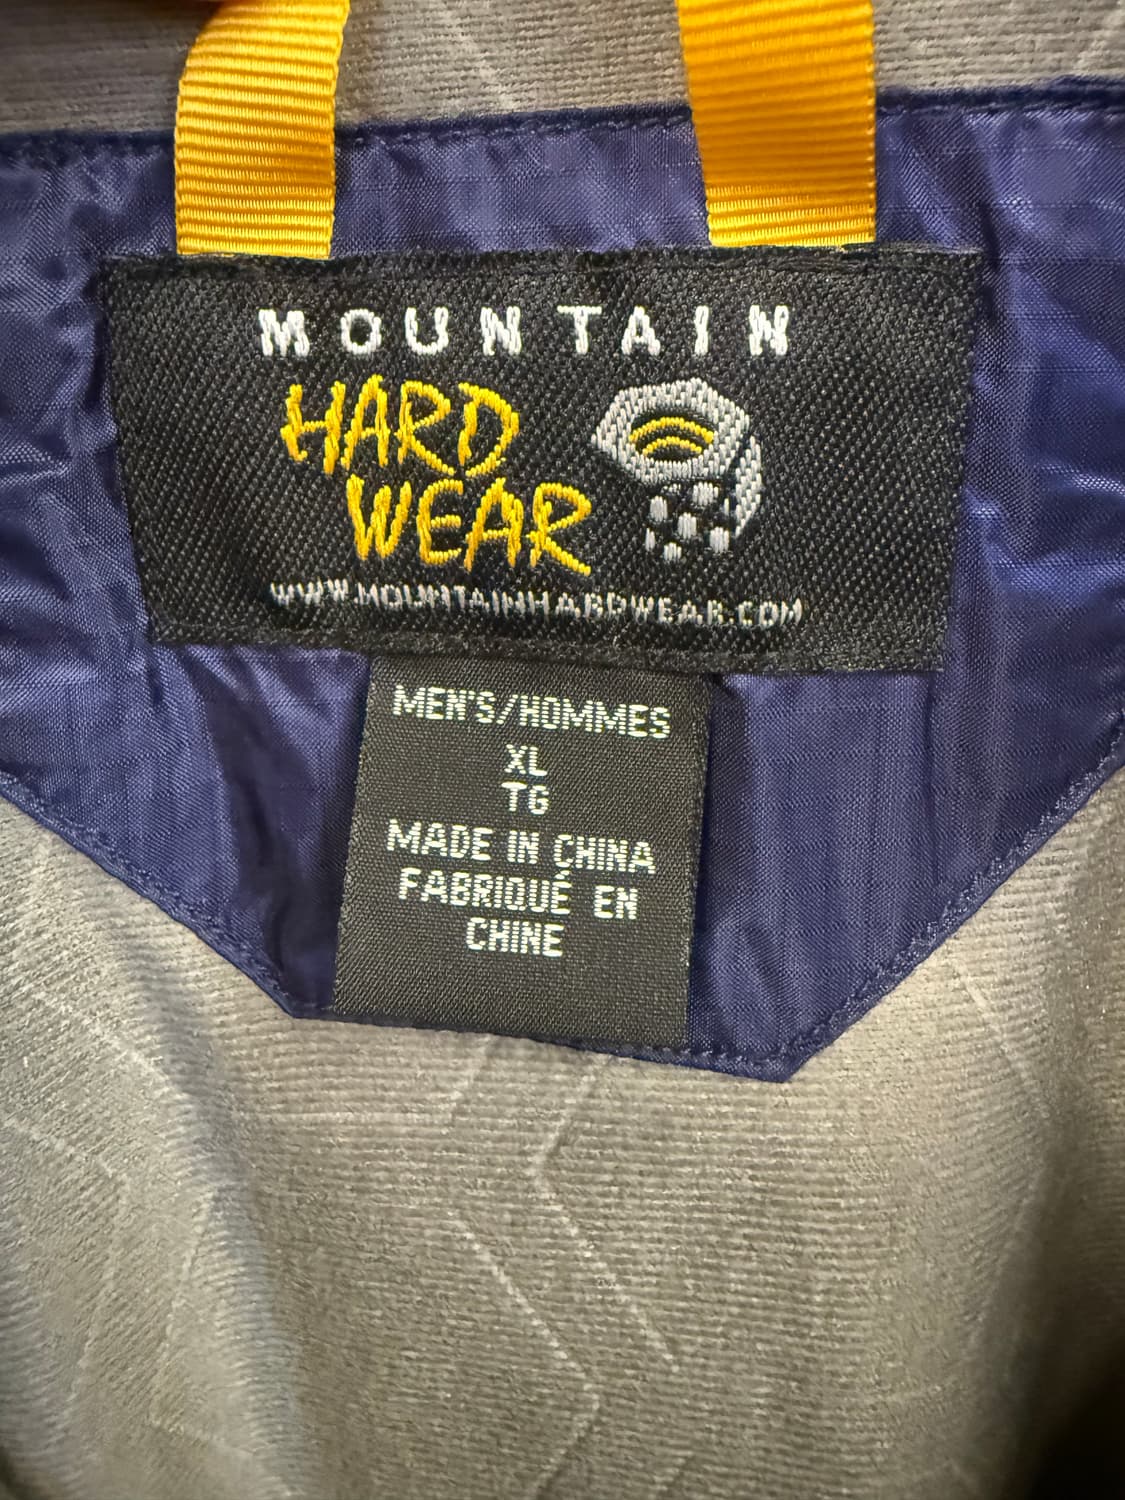 MOUNTAIN
HARD
WEAR
WWW.MOUNTAINHARDWEAR.COM
MEN'S/HOMMES
XL
TG
MADE IN CHINA
FABRIQUÉ EN
CHINE